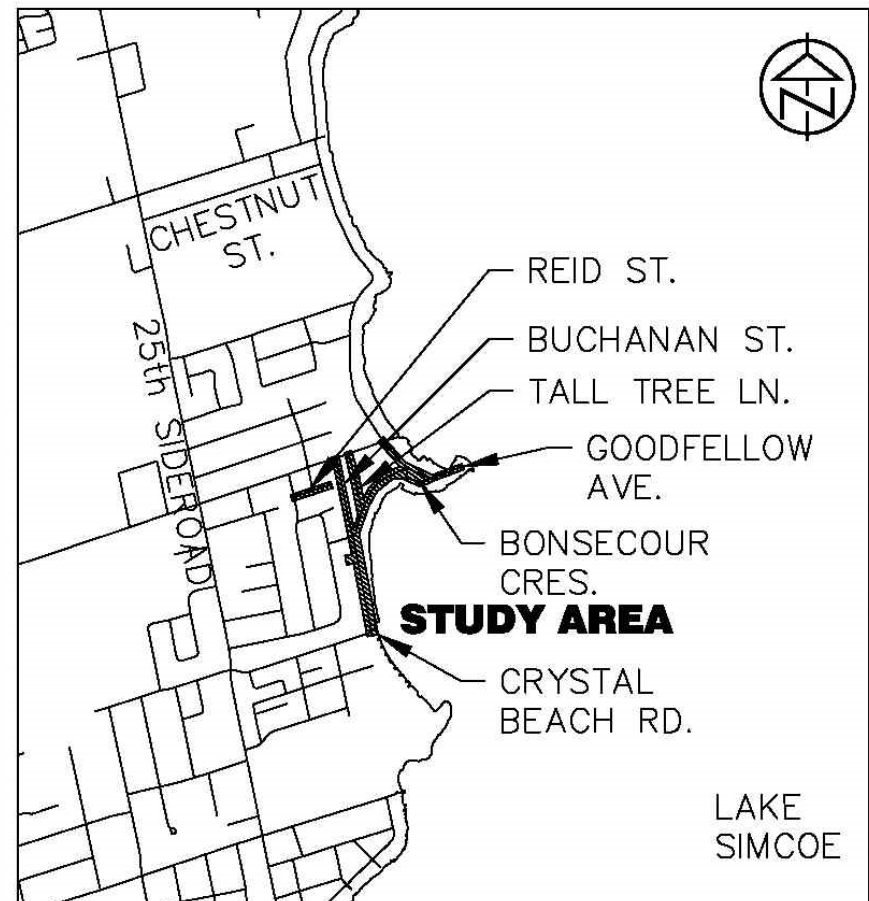 N
CHESTNUT
ST.
REID ST.
BUCHANAN ST.
TALL TREE LN.
25th SIDEROAD
GOODFELLOW
AVE.
BONSECOUR
CRES.
STUDY AREA
CRYSTAL
BEACH RD.
LAKE
SIMCOE